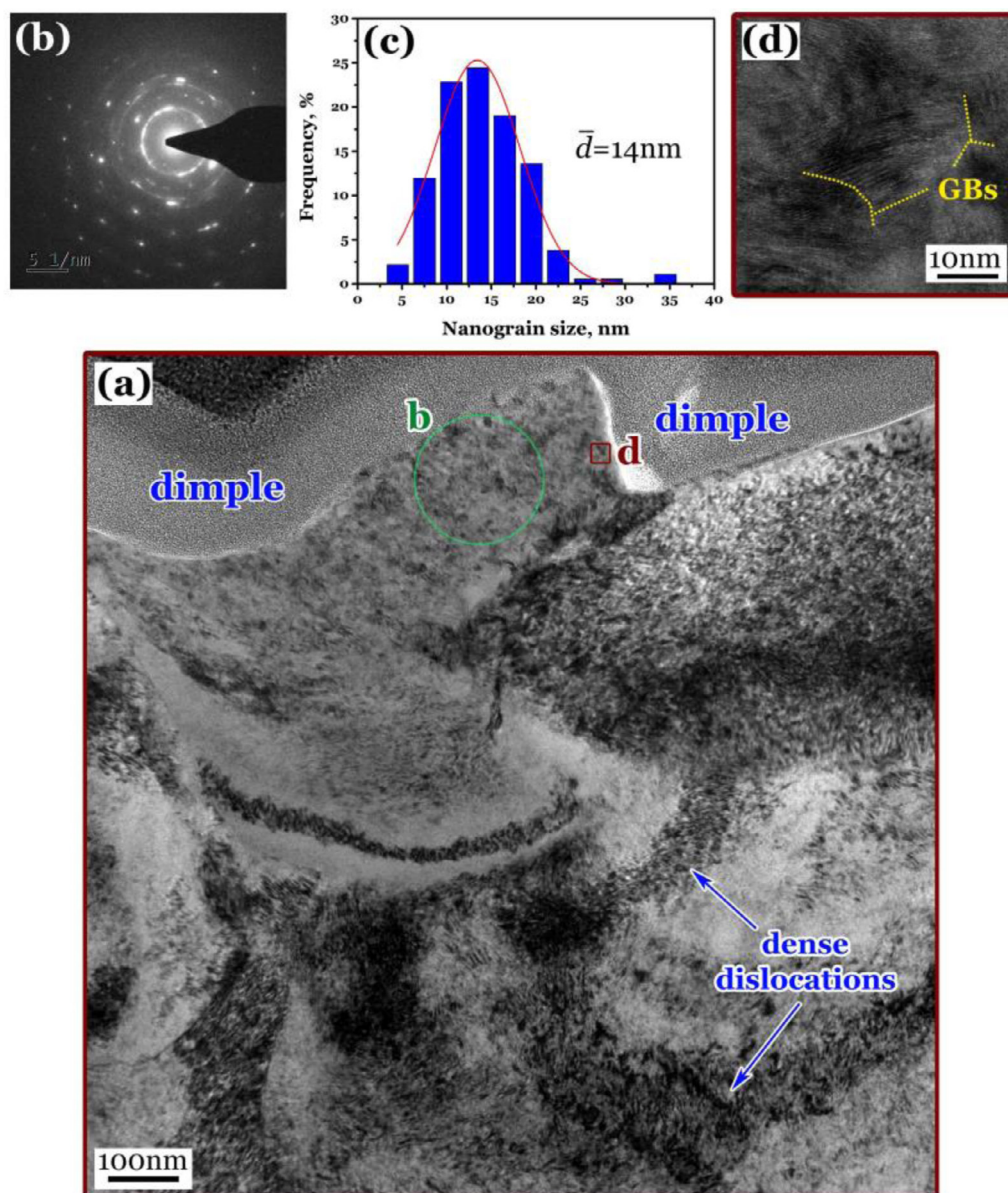 (b)
5 1/nm
(c)
Frequency, %
30
25
20
15
10
5
0
0 5 10 15 20 25 30 35 40
Nanograin size, nm
d̄=14nm
(d)
GBs
10nm
(a)
b
dimple
d
dimple
dense
dislocations
100nm